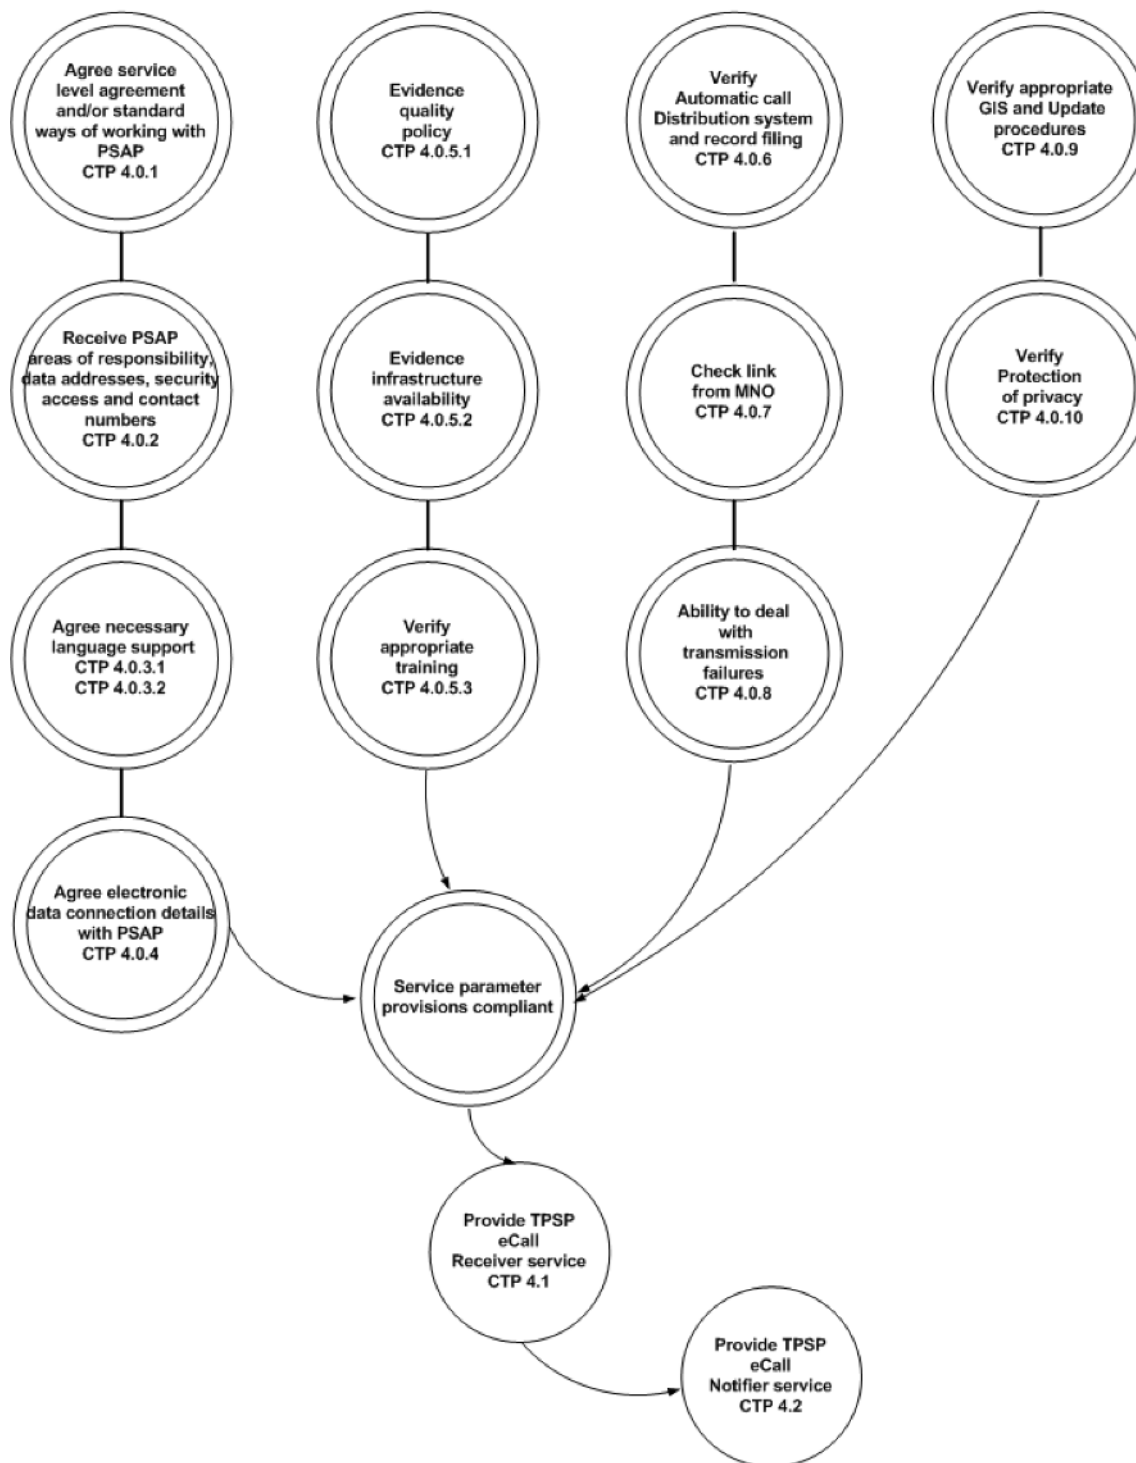 Agree service
level agreement
and/or standard
ways of working with
PSAP
CTP 4.0.1
Evidence
quality
policy
CTP 4.0.5.1
Verify
Automatic call
Distribution system
and record filing
CTP 4.0.6
Verify appropriate
GIS and Update
procedures
CTP 4.0.9
Receive PSAP
areas of responsibility,
data addresses, security
access and contact
numbers
CTP 4.0.2
Evidence
infrastructure
availability
CTP 4.0.5.2
Check link
from MNO
CTP 4.0.7
Verify
Protection
of privacy
CTP 4.0.10
Agree necessary
language support
CTP 4.0.3.1
CTP 4.0.3.2
Verify
appropriate
training
CTP 4.0.5.3
Ability to deal
with
transmission
failures
CTP 4.0.8
Agree electronic
data connection details
with PSAP
CTP 4.0.4
Service parameter
provisions compliant
Provide TPSP
eCall
Receiver service
CTP 4.1
Provide TPSP
eCall
Notifier service
CTP 4.2